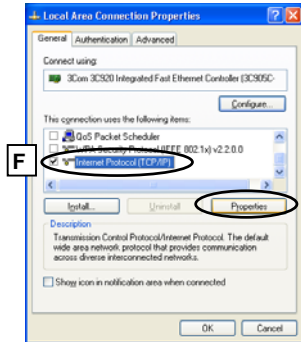 Local Area Connection Properties
General Authentication Advanced
Connect using:
3Com 3C920 Integrated Fast Ethernet Controller (3C905C-
Configure...
This connection uses the following items:
QoS Packet Scheduler
Security Protocol (IEEE 802.1x) v2.2.0.0
F
Internet Protocol (TCP/IP)
Install... Uninstall Properties
Description
Transmission Control Protocol/Internet Protocol. The default
wide area network protocol that provides communication
across diverse interconnected networks.
Show icon in notification area when connected
OK Cancel